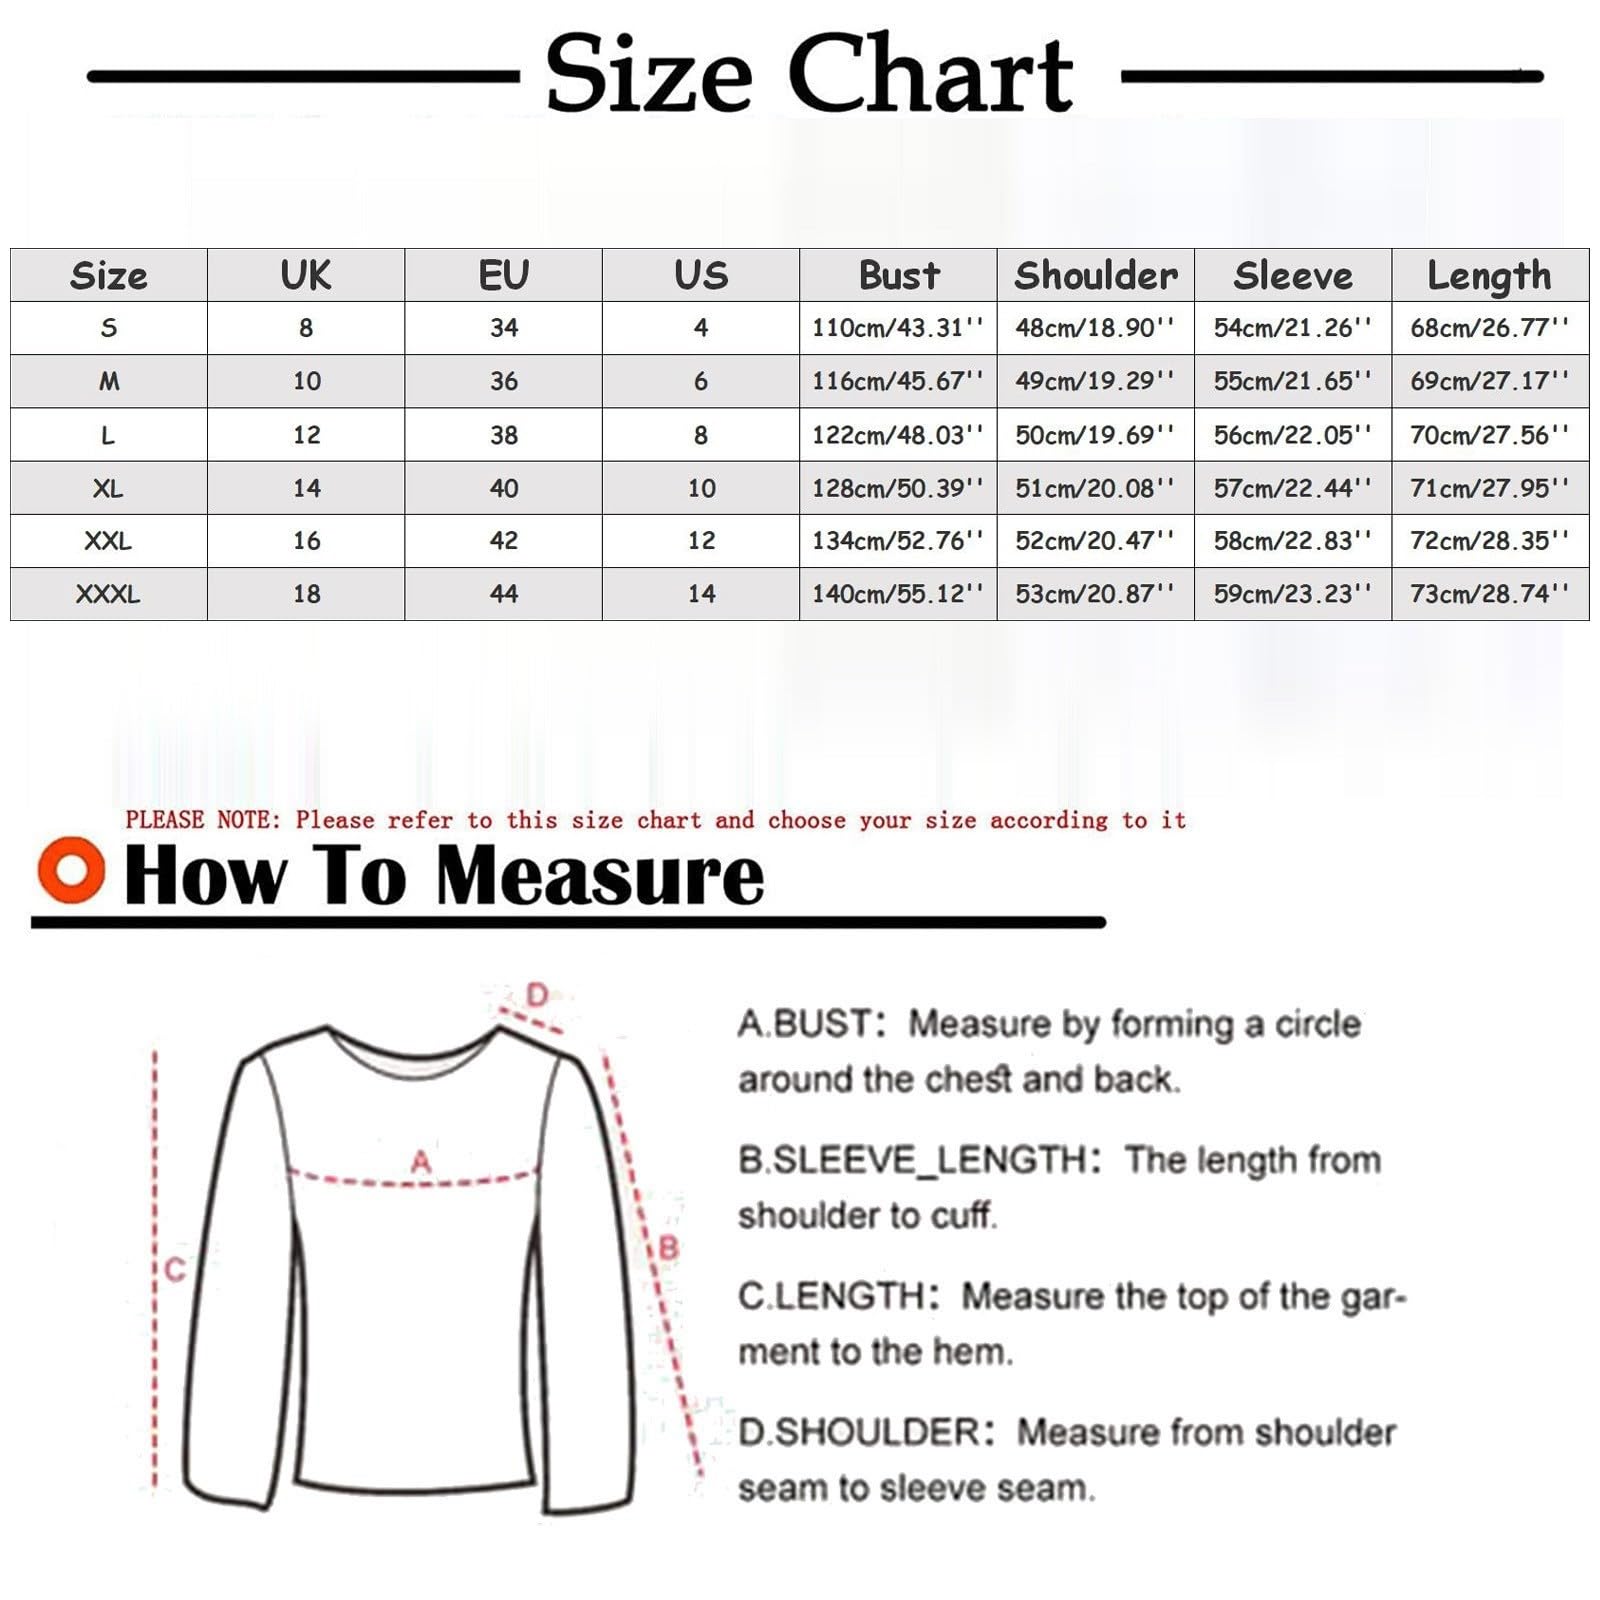 Size Chart
Size UK EU US Bust Shoulder Sleeve Length
S 8 34 4 110cm/43.31'' 48cm/18.90'' 54cm/21.26'' 68cm/26.77''
M 10 36 6 116cm/45.67'' 49cm/19.29'' 55cm/21.65'' 69cm/27.17''
L 12 38 8 122cm/48.03'' 50cm/19.69'' 56cm/22.05'' 70cm/27.56''
XL 14 40 10 128cm/50.39'' 51cm/20.08'' 57cm/22.44'' 71cm/27.95''
XXL 16 42 12 134cm/52.76'' 52cm/20.47'' 58cm/22.83'' 72cm/28.35''
XXXL 18 44 14 140cm/55.12'' 53cm/20.87'' 59cm/23.23'' 73cm/28.74''
PLEASE NOTE: Please refer to this size chart and choose your size according to it
How To Measure
D
A
B
C
A.BUST: Measure by forming a circle
around the chest and back.
B.SLEEVE_LENGTH: The length from
shoulder to cuff.
C.LENGTH: Measure the top of the gar-
ment to the hem.
D.SHOULDER: Measure from shoulder
seam to sleeve seam.